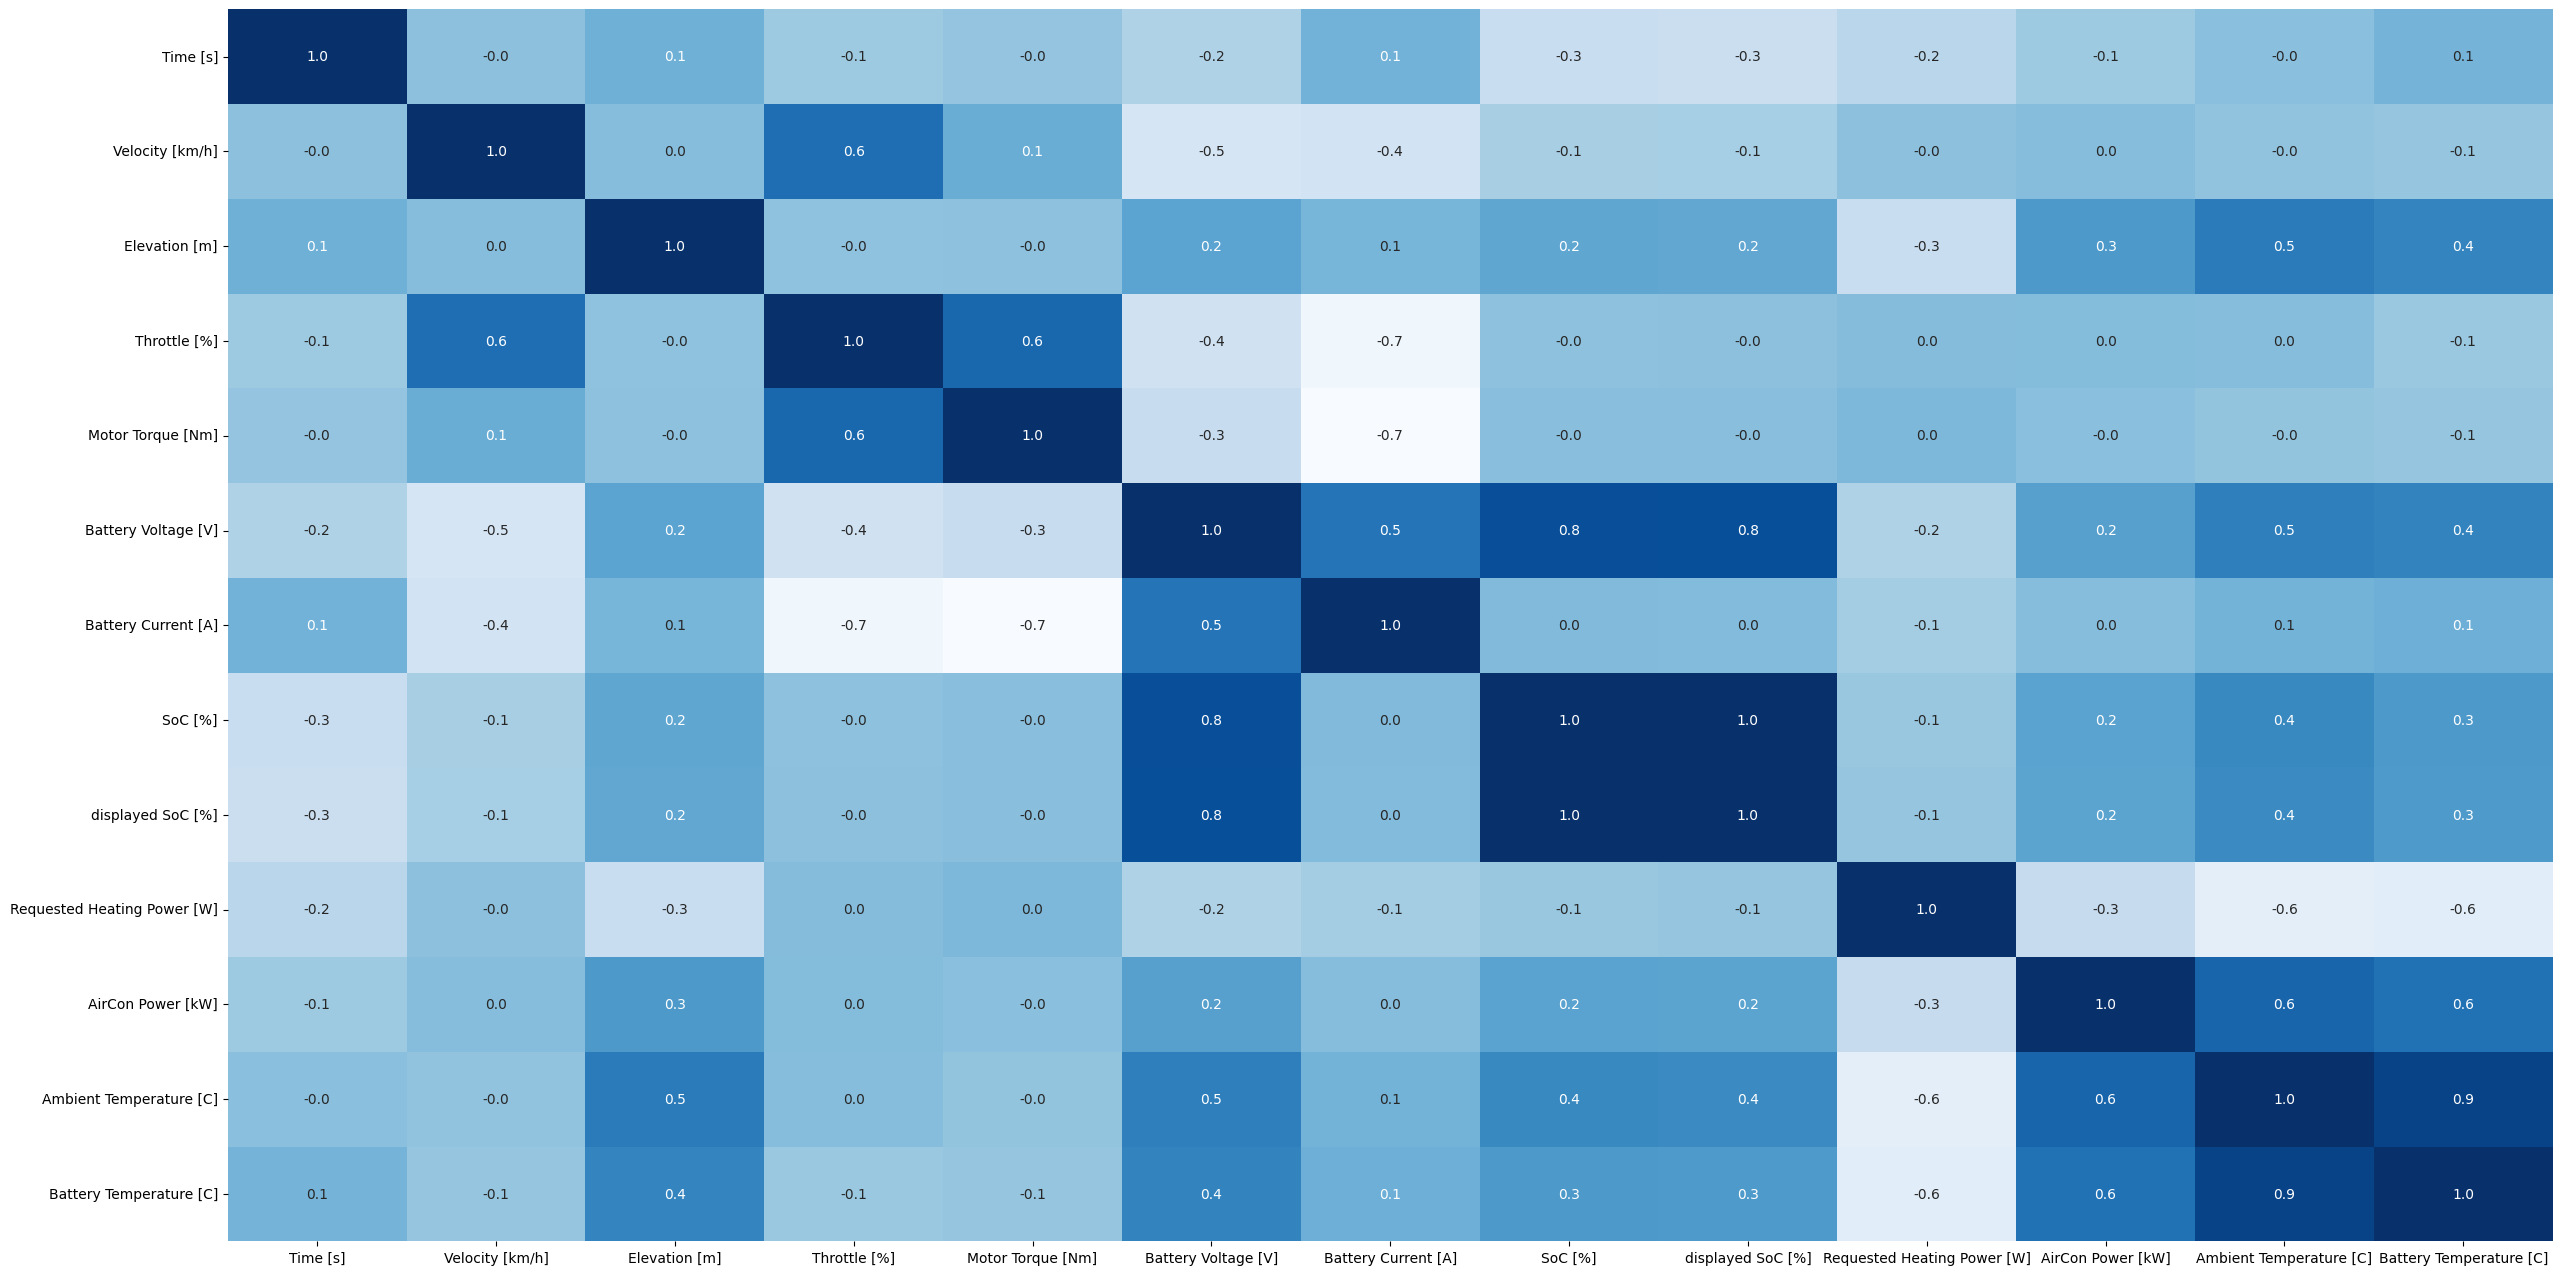 Time [s] 1.0 -0.0 0.1 -0.1 -0.0 -0.2 0.1 -0.3 -0.3 -0.2 -0.1 -0.0 0.1
Velocity [km/h] -0.0 1.0 0.0 0.6 0.1 -0.5 -0.4 -0.1 -0.1 -0.0 0.0 -0.0 -0.1
Elevation [m] 0.1 0.0 1.0 -0.0 -0.0 0.2 0.1 0.2 0.2 -0.3 0.3 0.5 0.4
Throttle [%] -0.1 0.6 -0.0 1.0 0.6 -0.4 -0.7 -0.0 -0.0 0.0 0.0 0.0 -0.1
Motor Torque [Nm] -0.0 0.1 -0.0 0.6 1.0 -0.3 -0.7 -0.0 -0.0 0.0 -0.0 -0.0 -0.1
Battery Voltage [V] -0.2 -0.5 0.2 -0.4 -0.3 1.0 0.5 0.8 0.8 -0.2 0.2 0.5 0.4
Battery Current [A] 0.1 -0.4 0.1 -0.7 -0.7 0.5 1.0 0.0 0.0 -0.1 0.0 0.1 0.1
SoC [%] -0.3 -0.1 0.2 -0.0 -0.0 0.8 0.0 1.0 1.0 -0.1 0.2 0.4 0.3
displayed SoC [%] -0.3 -0.1 0.2 -0.0 -0.0 0.8 0.0 1.0 1.0 -0.1 0.2 0.4 0.3
Requested Heating Power [W] -0.2 -0.0 -0.3 0.0 0.0 -0.2 -0.1 -0.1 -0.1 1.0 -0.3 -0.6 -0.6
AirCon Power [kW] -0.1 0.0 0.3 0.0 -0.0 0.2 0.0 0.2 0.2 -0.3 1.0 0.6 0.6
Ambient Temperature [C] -0.0 -0.0 0.5 0.0 -0.0 0.5 0.1 0.4 0.4 -0.6 0.6 1.0 0.9
Battery Temperature [C] 0.1 -0.1 0.4 -0.1 -0.1 0.4 0.1 0.3 0.3 -0.6 0.6 0.9 1.0
Time [s] Velocity [km/h] Elevation [m] Throttle [%] Motor Torque [Nm] Battery Voltage [V] Battery Current [A] SoC [%] displayed SoC [%] Requested Heating Power [W] AirCon Power [kW] Ambient Temperature [C] Battery Temperature [C]